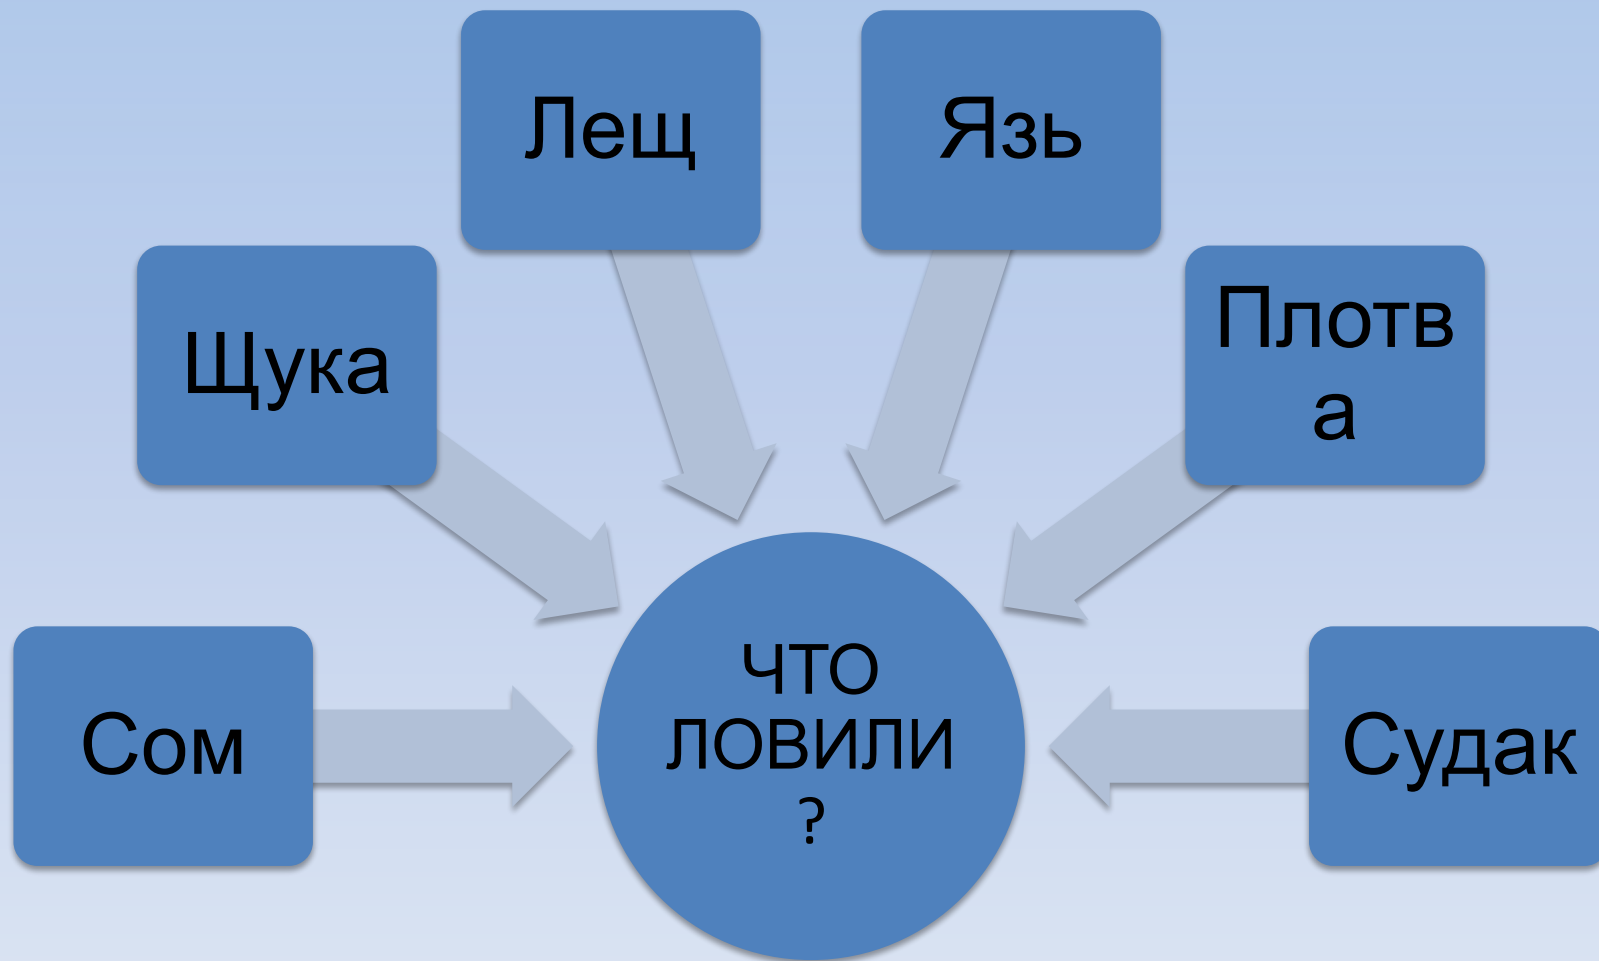 Лещ
Язь
Щука
Плотв
а
Сом
ЧТО
ЛОВИЛИ
?
Судак